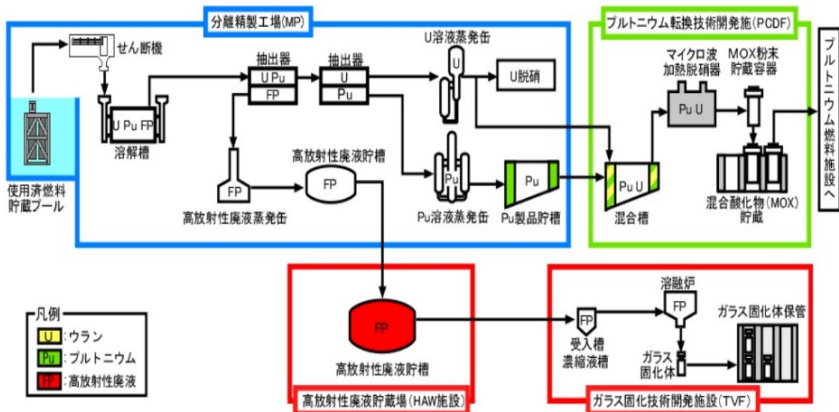 分離精製工場(MP)
プルトニウム転換技術開発施(PCDF)
せん断機
抽出器
抽出器
U溶液蒸発缶
マイクロ波
加熱脱硝器
MOX粉末
貯蔵容器
U Pu
FP
U
Pu
U
U脱硝
Pu U
U Pu FP
溶解槽
使用済燃料
貯蔵プール
FP
高放射性廃液蒸発缶
高放射性廃液貯槽
FP
Pu
Pu溶液蒸発缶
Pu
Pu製品貯槽
Pu U
混合槽
混合酸化物(MOX)
貯蔵
プルトニウム燃料施設へ
FP
高放射性廃液貯槽
高放射性廃液貯蔵場(HAW施設)
FP
受入槽
濃縮液槽
溶融炉
FP
ガラス
固化体
ガラス固化体保管
ガラス固化技術開発施設(TVF)
凡例
U:ウラン
Pu:プルトニウム
FP:高放射性廃液